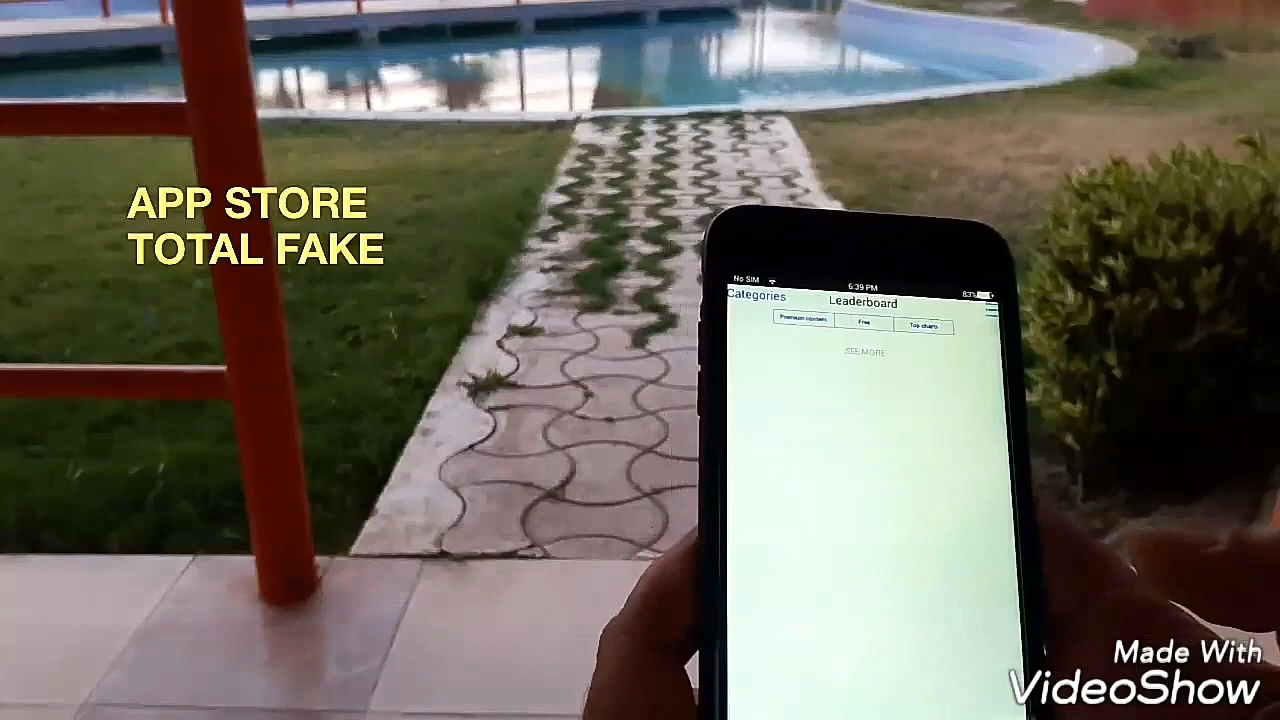 APP STORE
TOTAL FAKE
No SIM 6:39 PM 83%
Categories Leaderboard
Premium content Free Top charts
SEE MORE
Made With
VideoShow